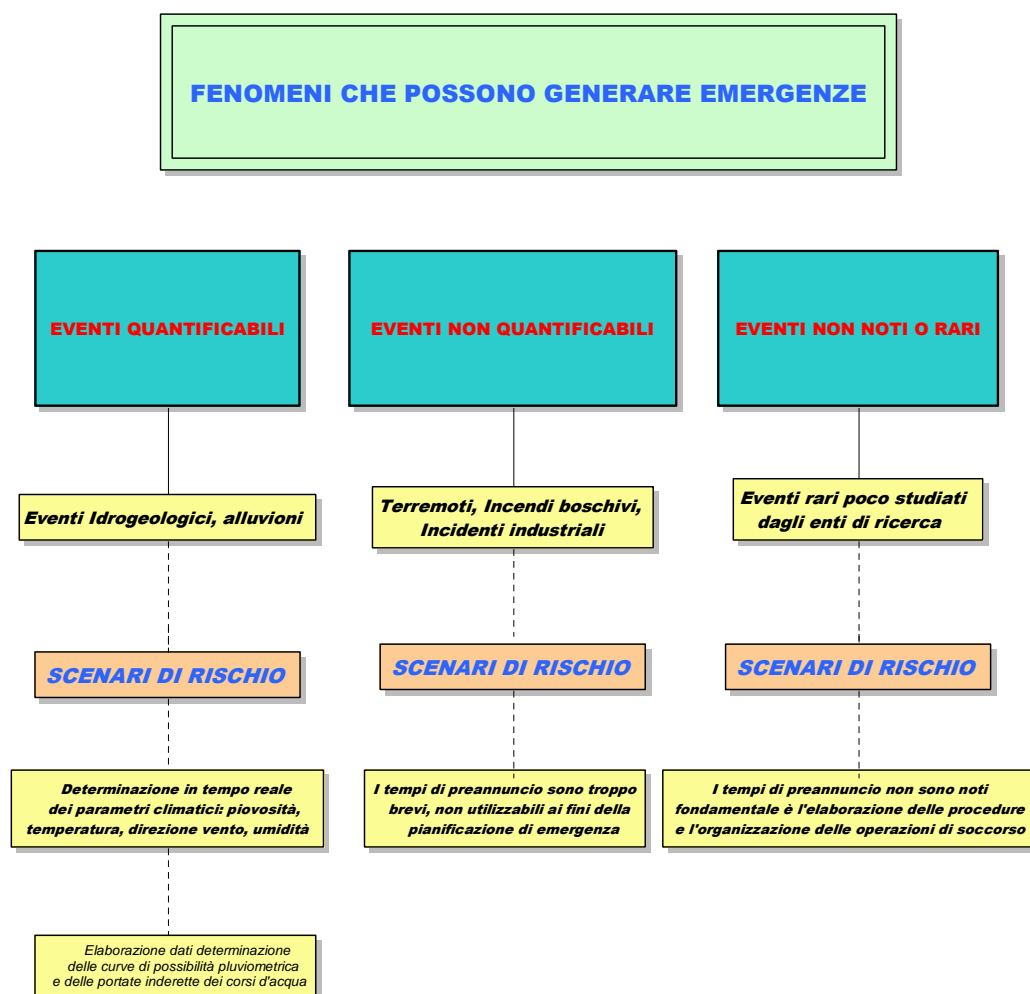 FENOMENI CHE POSSONO GENERARE EMERGENZE
EVENTI QUANTIFICABILI
EVENTI NON QUANTIFICABILI
EVENTI NON NOTI O RARI
Eventi Idrogeologici, alluvioni
Terremoti, Incendi boschivi,
Incidenti industriali
Eventi rari poco studiati
dagli enti di ricerca
SCENARI DI RISCHIO
SCENARI DI RISCHIO
SCENARI DI RISCHIO
Determinazione in tempo reale
dei parametri climatici: piovosità,
temperatura, direzione vento, umidità
I tempi di preannuncio sono troppo
brevi, non utilizzabili ai fini della
pianificazione di emergenza
I tempi di preannuncio non sono noti
fondamentale è l'elaborazione delle procedure
e l'organizzazione delle operazioni di soccorso
Elaborazione dati determinazione
delle curve di possibilità pluviometrica
e delle portate inderette dei corsi d'acqua